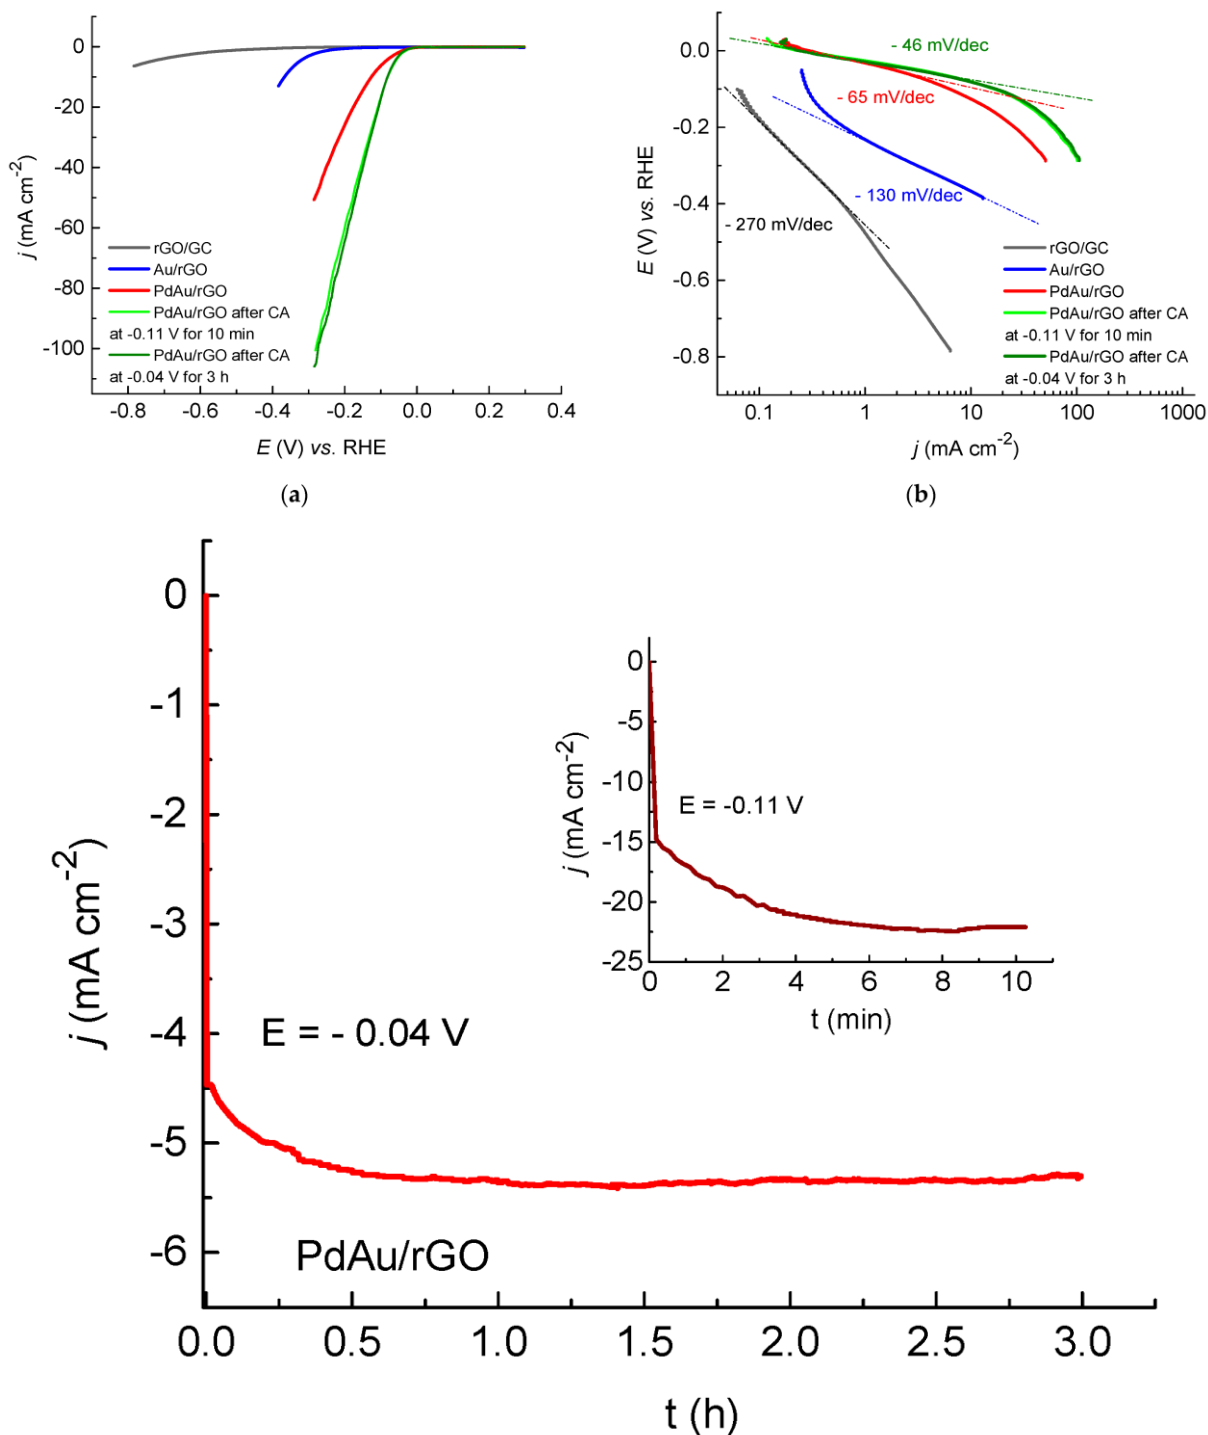 0
-20
-40
-60
-80
-100
j (mA cm-2)
rGO/GC
Au/rGO
PdAu/rGO
PdAu/rGO after CA
at -0.11 V for 10 min
PdAu/rGO after CA
at -0.04 V for 3 h
-0.8 -0.6 -0.4 -0.2 0.0 0.2 0.4
E (V) vs. RHE
(a)
0.0
-0.2
-0.4
-0.6
-0.8
E (V) vs. RHE
- 46 mV/dec
- 65 mV/dec
- 130 mV/dec
- 270 mV/dec
rGO/GC
Au/rGO
PdAu/rGO
PdAu/rGO after CA
at -0.11 V for 10 min
PdAu/rGO after CA
at -0.04 V for 3 h
0.1 1 10 100 1000
j (mA cm-2)
(b)
0
-1
-2
-3
-4
-5
-6
j (mA cm-2)
E = - 0.04 V
PdAu/rGO
0.0 0.5 1.0 1.5 2.0 2.5 3.0
t (h)
0
-5
-10
-15
-20
-25
j (mA cm-2)
E = -0.11 V
0 2 4 6 8 10
t (min)